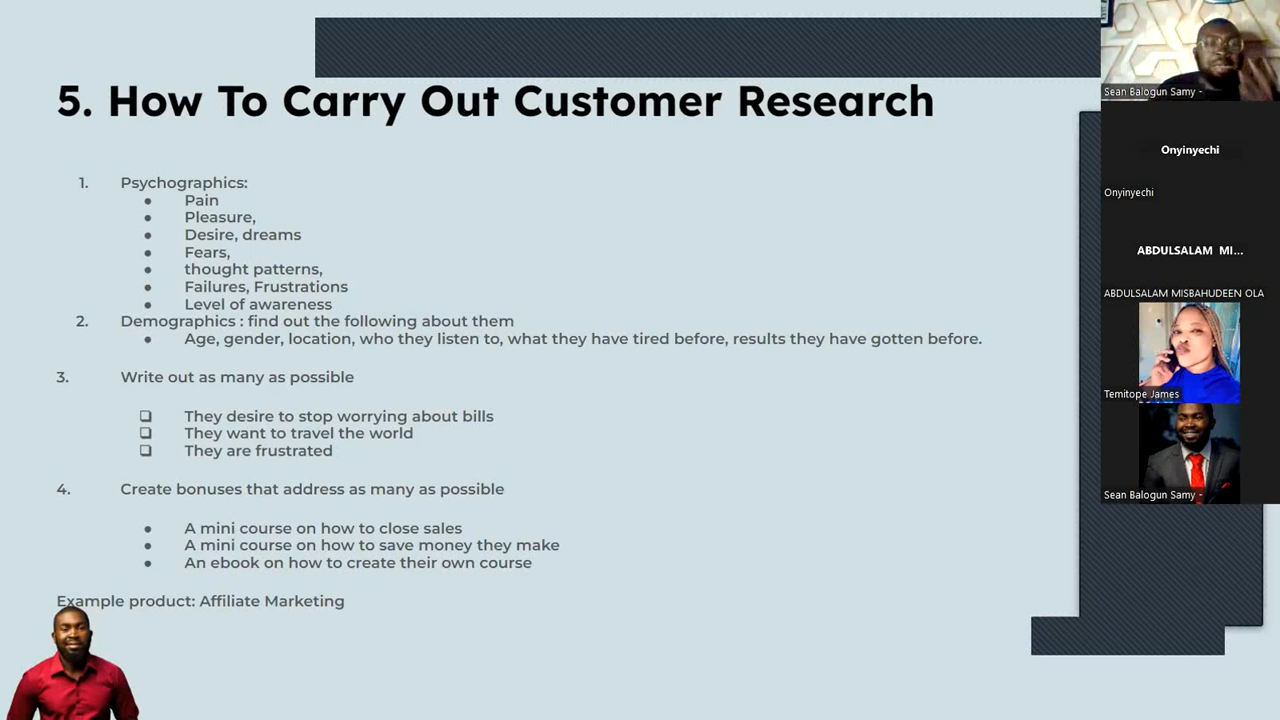 5. How To Carry Out Customer Research
1. Psychographics:
● Pain
● Pleasure,
● Desire, dreams
● Fears,
● thought patterns,
● Failures, Frustrations
● Level of awareness
2. Demographics : find out the following about them
● Age, gender, location, who they listen to, what they have tired before, results they have gotten before.
3. Write out as many as possible
❏ They desire to stop worrying about bills
❏ They want to travel the world
❏ They are frustrated
4. Create bonuses that address as many as possible
● A mini course on how to close sales
● A mini course on how to save money they make
● An ebook on how to create their own course
Example product: Affiliate Marketing
Sean Balogun Samy -
Onyinyechi
Onyinyechi
ABDULSALAM MI...
ABDULSALAM MISBAHUDEEN OLA
Temitope James
Sean Balogun Samy -